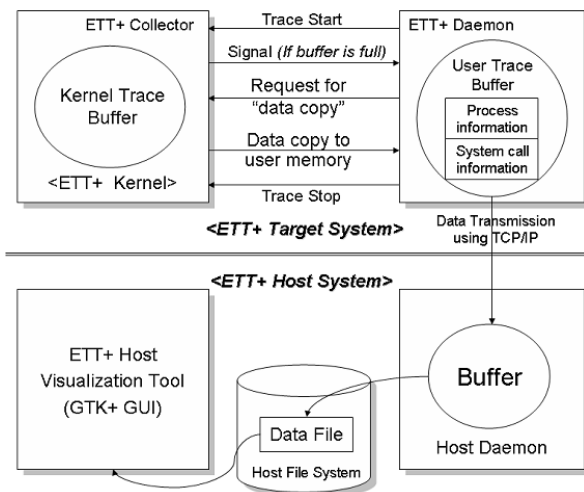 ETT+ Collector
Kernel Trace
Buffer
<ETT+ Kernel>
Trace Start
Signal (If buffer is full)
Request for
"data copy"
Data copy to
user memory
Trace Stop
ETT+ Daemon
User Trace
Buffer
Process
information
System call
information
<ETT+ Target System>
Data Transmission
using TCP/IP
<ETT+ Host System>
ETT+ Host
Visualization Tool
(GTK+ GUI)
Data File
Host File System
Buffer
Host Daemon